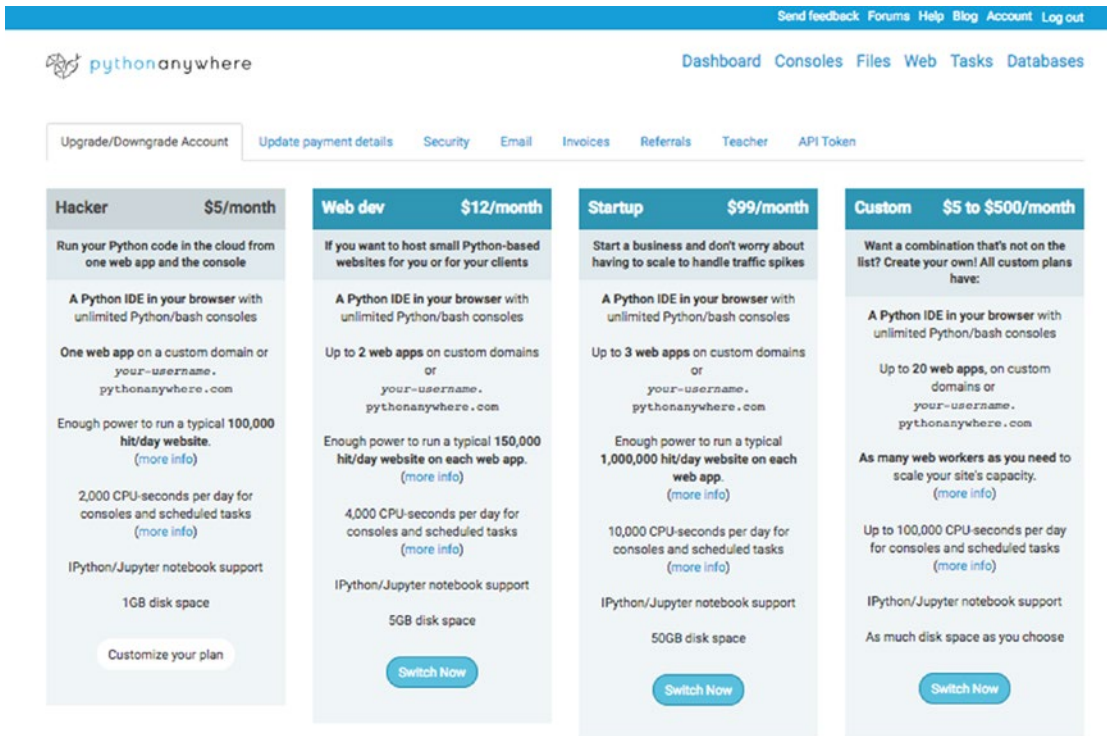 Send feedback Forums Help Blog Account Log out
pythonanywhere
Dashboard Consoles Files Web Tasks Databases
Upgrade/Downgrade Account Update payment details Security Email Invoices Referrals Teacher API Token
Hacker $5/month
Run your Python code in the cloud from
one web app and the console
A Python IDE in your browser with
unlimited Python/bash consoles
One web app on a custom domain or
your-username.
pythonanywhere.com
Enough power to run a typical 100,000
hit/day website.
(more info)
2,000 CPU-seconds per day for
consoles and scheduled tasks
(more info)
IPython/Jupyter notebook support
1GB disk space
Customize your plan
Web dev $12/month
If you want to host small Python-based
websites for you or for your clients
A Python IDE in your browser with
unlimited Python/bash consoles
Up to 2 web apps on custom domains
or
your-username.
pythonanywhere.com
Enough power to run a typical 150,000
hit/day website on each web app.
(more info)
4,000 CPU-seconds per day for
consoles and scheduled tasks
(more info)
IPython/Jupyter notebook support
5GB disk space
Switch Now
Startup $99/month
Start a business and don't worry about
having to scale to handle traffic spikes
A Python IDE in your browser with
unlimited Python/bash consoles
Up to 3 web apps on custom domains
or
your-username.
pythonanywhere.com
Enough power to run a typical
1,000,000 hit/day website on each
web app.
(more info)
10,000 CPU-seconds per day for
consoles and scheduled tasks
(more info)
IPython/Jupyter notebook support
50GB disk space
Switch Now
Custom $5 to $500/month
Want a combination that's not on the
list? Create your own! All custom plans
have:
A Python IDE in your browser with
unlimited Python/bash consoles
Up to 20 web apps, on custom
domains or
your-username.
pythonanywhere.com
As many web workers as you need to
scale your site's capacity.
(more info)
Up to 100,000 CPU-seconds per day
for consoles and scheduled tasks
(more info)
IPython/Jupyter notebook support
As much disk space as you choose
Switch Now